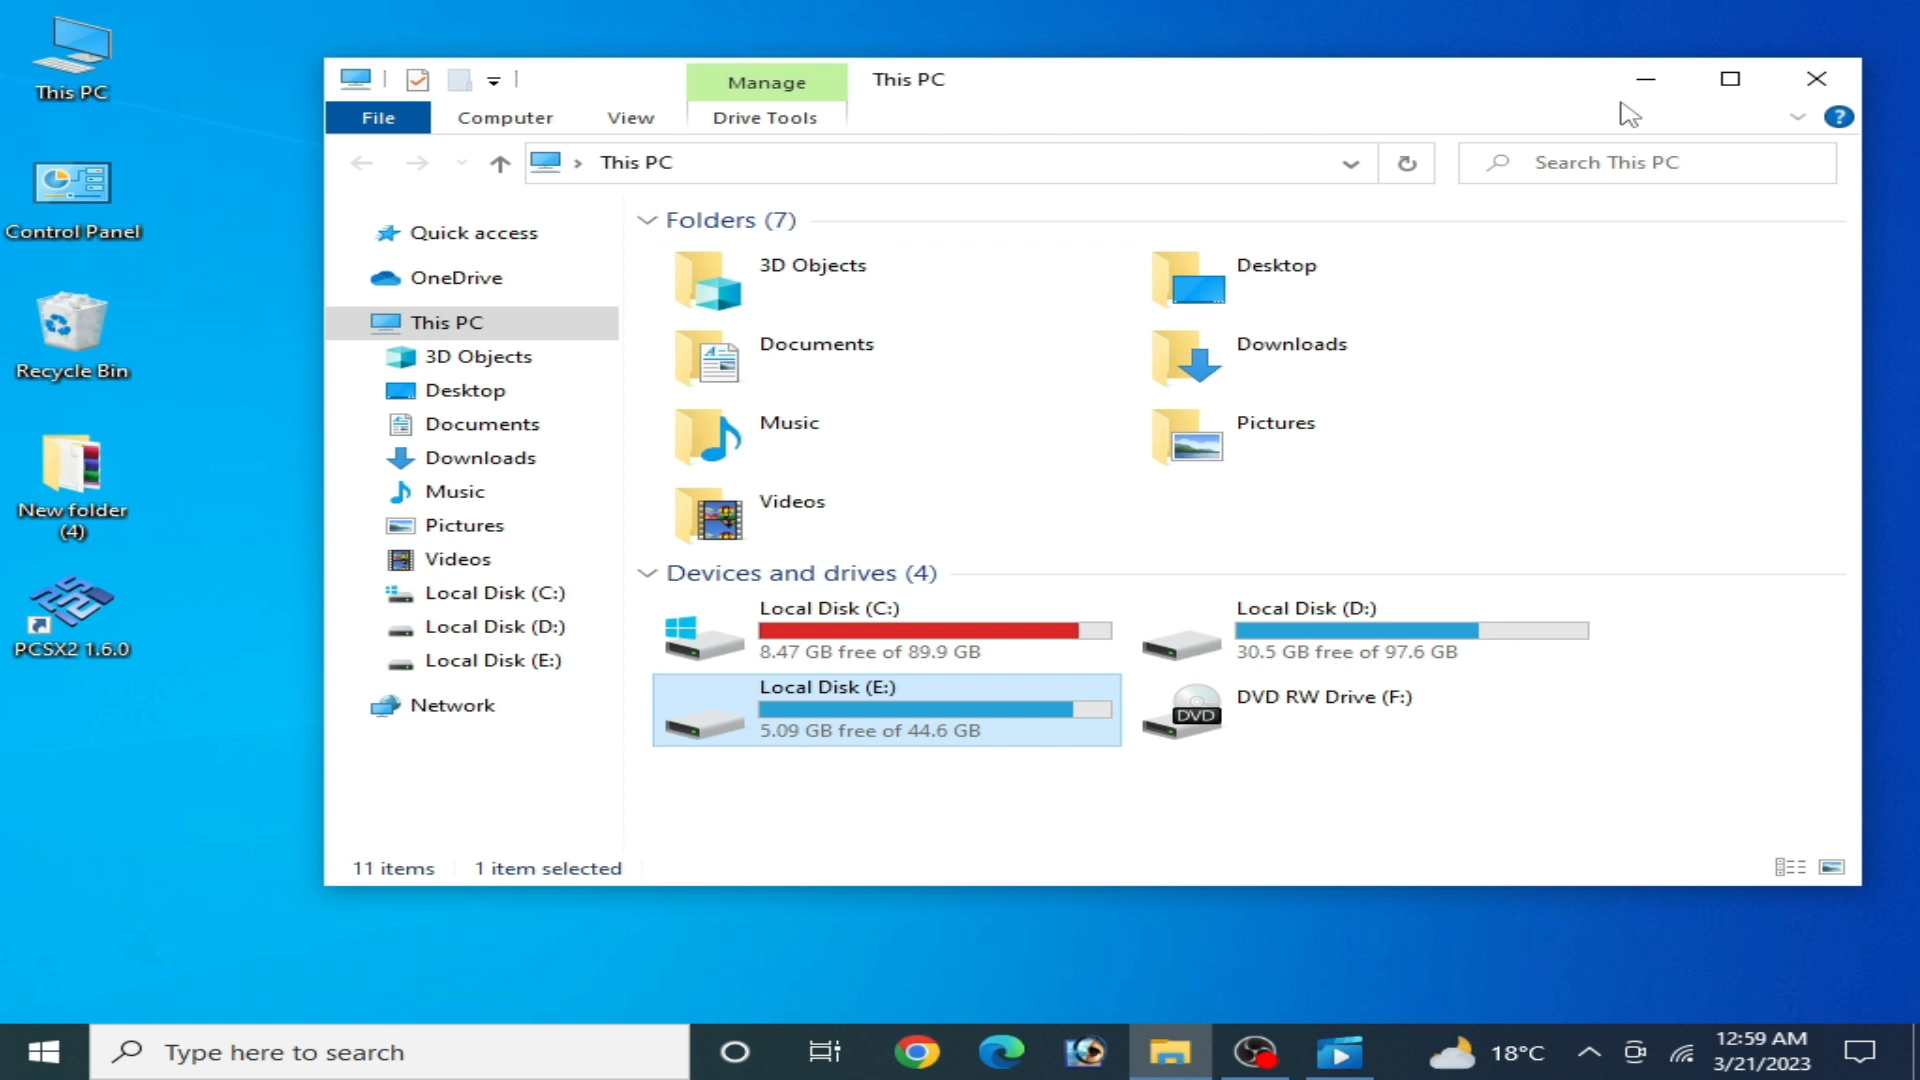 This PC
Control Panel
Recycle Bin
New folder
(4)
PCSX2 1.6.0
Manage
This PC
File
Computer
View
Drive Tools
?
This PC
Search This PC
Quick access
OneDrive
This PC
3D Objects
Desktop
Documents
Downloads
Music
Pictures
Videos
Local Disk (C:)
Local Disk (D:)
Local Disk (E:)
Network
Folders (7)
3D Objects
Desktop
Documents
Downloads
Music
Pictures
Videos
Devices and drives (4)
Local Disk (C:)
8.47 GB free of 89.9 GB
Local Disk (D:)
30.5 GB free of 97.6 GB
Local Disk (E:)
5.09 GB free of 44.6 GB
DVD
DVD RW Drive (F:)
11 items
1 item selected
Type here to search
18°C
12:59 AM
3/21/2023